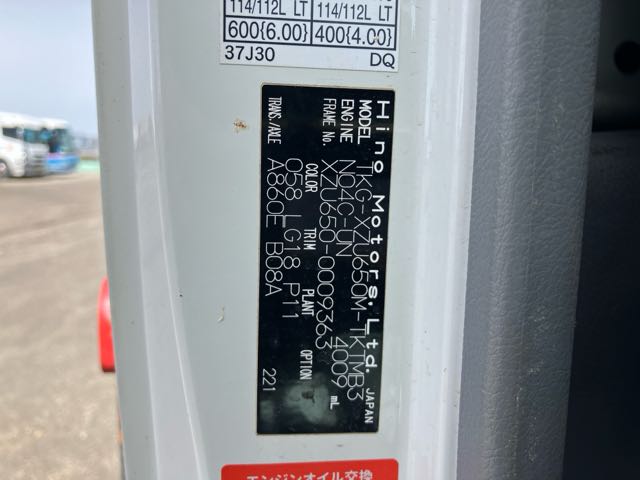 114/112L LT 114/112L LT
600{6.00} 400{4.00}
37J30 DQ
Hino Motors, Ltd. JAPAN
MODEL TKG-XZU650M-TKTMB3
ENGINE N04C-UN 4009 mL
FRAME No. XZU650-0009363
COLOR TRIM PLANT OPTION
058 LG18 P11
TRANS./AXLE A860E B08A 221
エンジンオイル交換